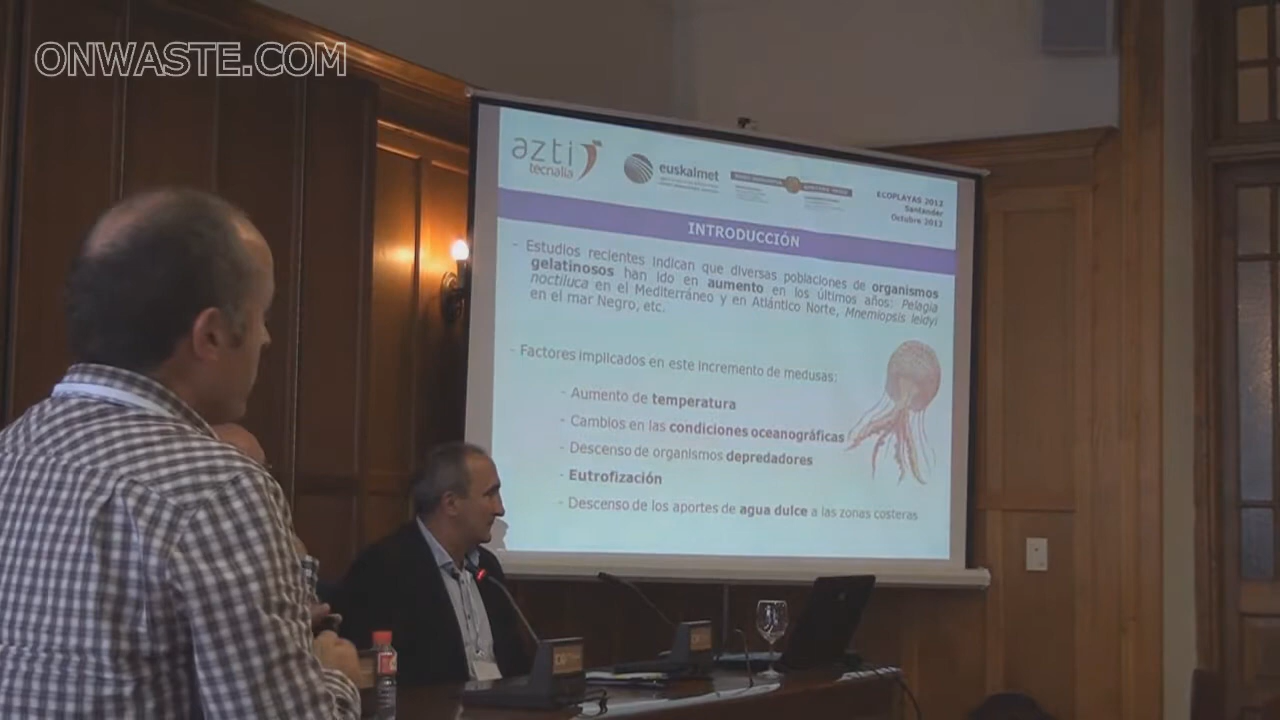 ONWASTE.COM
azti
tecnalia
euskalmet
ECOPLAYAS 2012
Santander
Octubre 2012
INTRODUCCIÓN
- Estudios recientes indican que diversas poblaciones de organismos
gelatinosos han ido en aumento en los últimos años: Pelagia
noctiluca en el Mediterráneo y en Atlántico Norte, Mnemiopsis leidyi
en el mar Negro, etc.
- Factores implicados en este incremento de medusas:
- Aumento de temperatura
- Cambios en las condiciones oceanográficas
- Descenso de organismos depredadores
- Eutrofización
- Descenso de los aportes de agua dulce a las zonas costeras